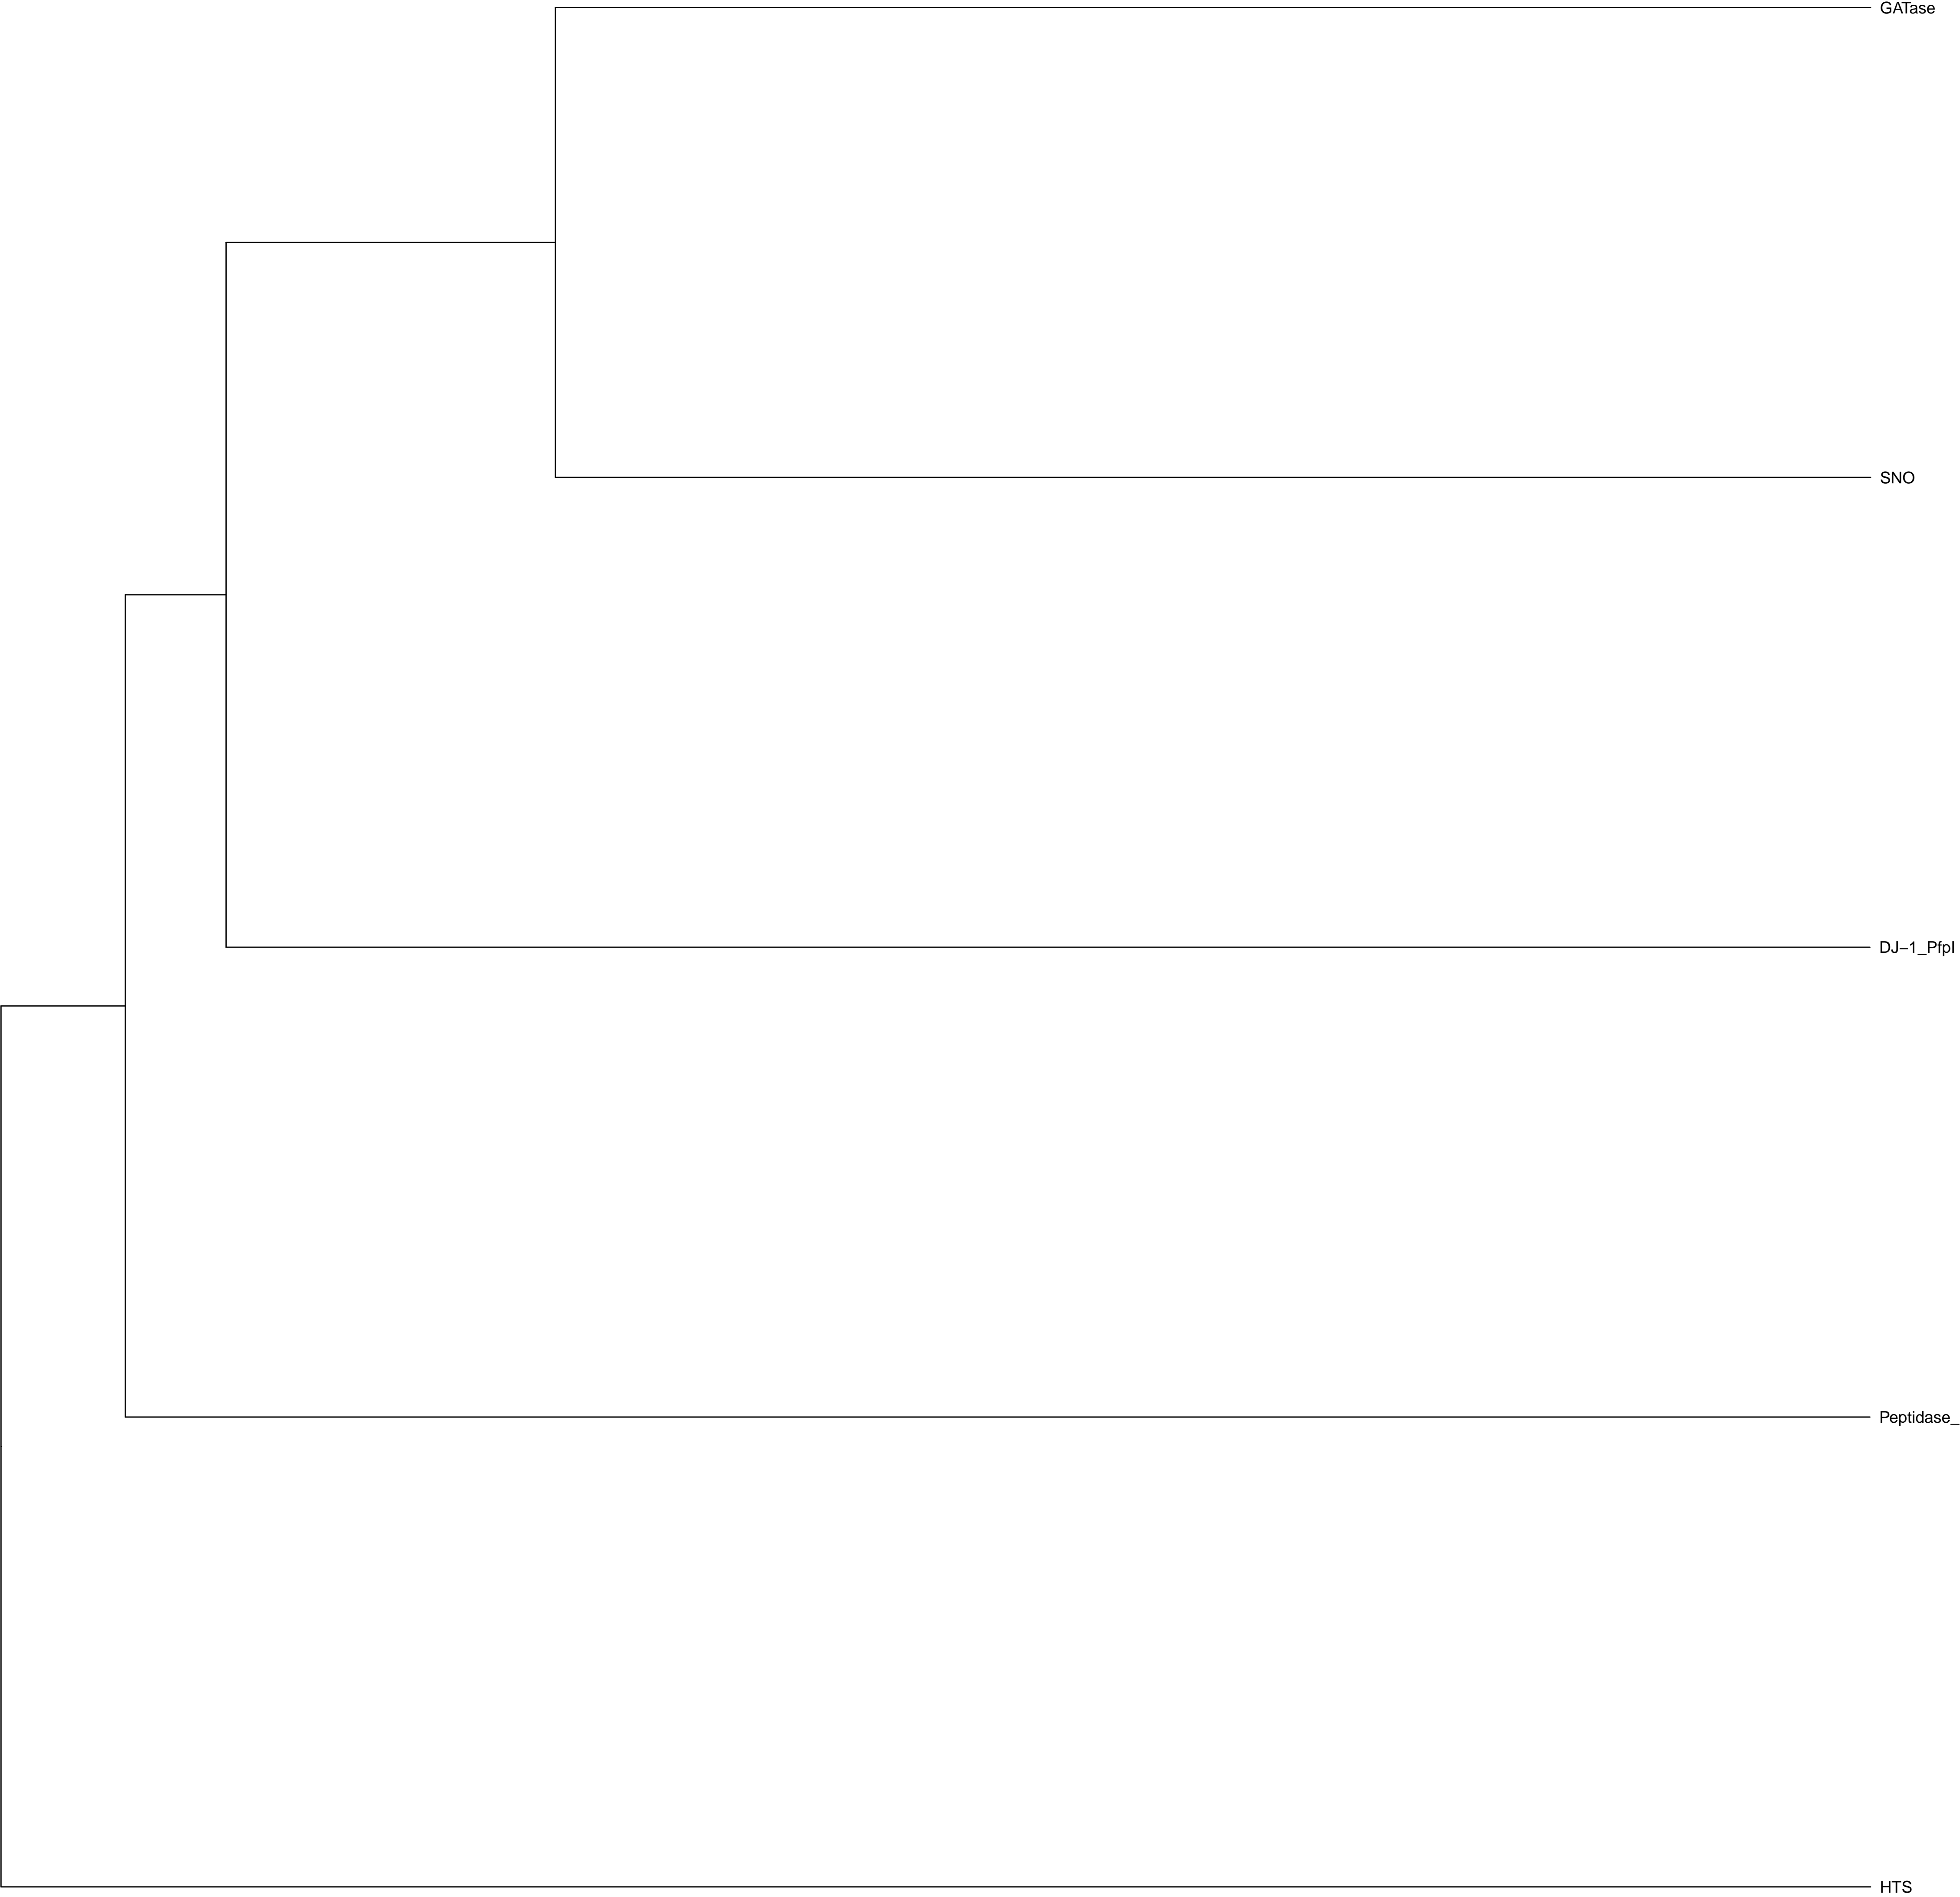 GATase
SNO
DJ−1_PfpI
Peptidase_
HTS